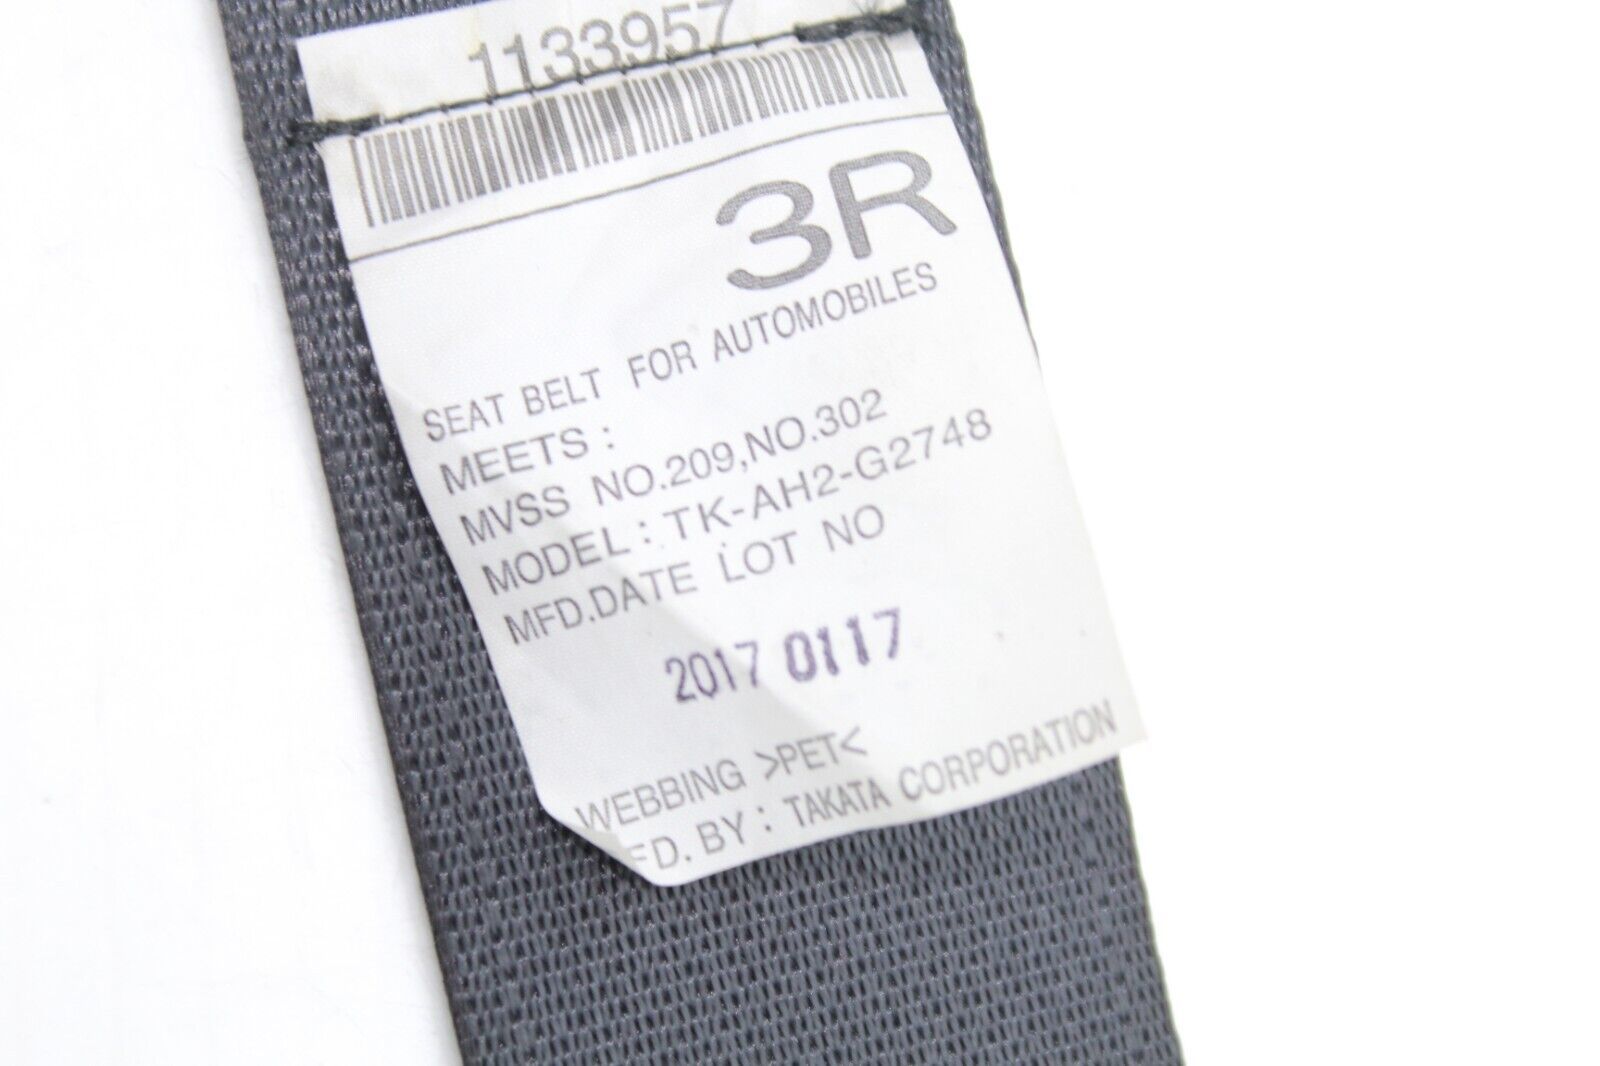 1133957
3R
SEAT BELT FOR AUTOMOBILES
MEETS :
MVSS NO.209,NO.302
MODEL : TK-AH2-G2748
MFD.DATE LOT NO
2017 0117
WEBBING >PET<
FD. BY : TAKATA CORPORATION